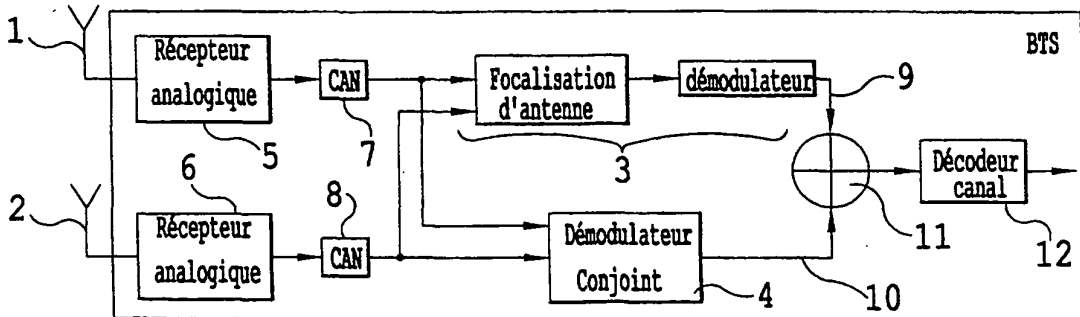 1
BTS
Récepteur
analogique
5
CAN
7
Focalisation
d'antenne
démodulateur
3
9
2
6
Récepteur
analogique
8
CAN
Démodulateur
Conjoint
4
10
11
Décodeur
canal
12